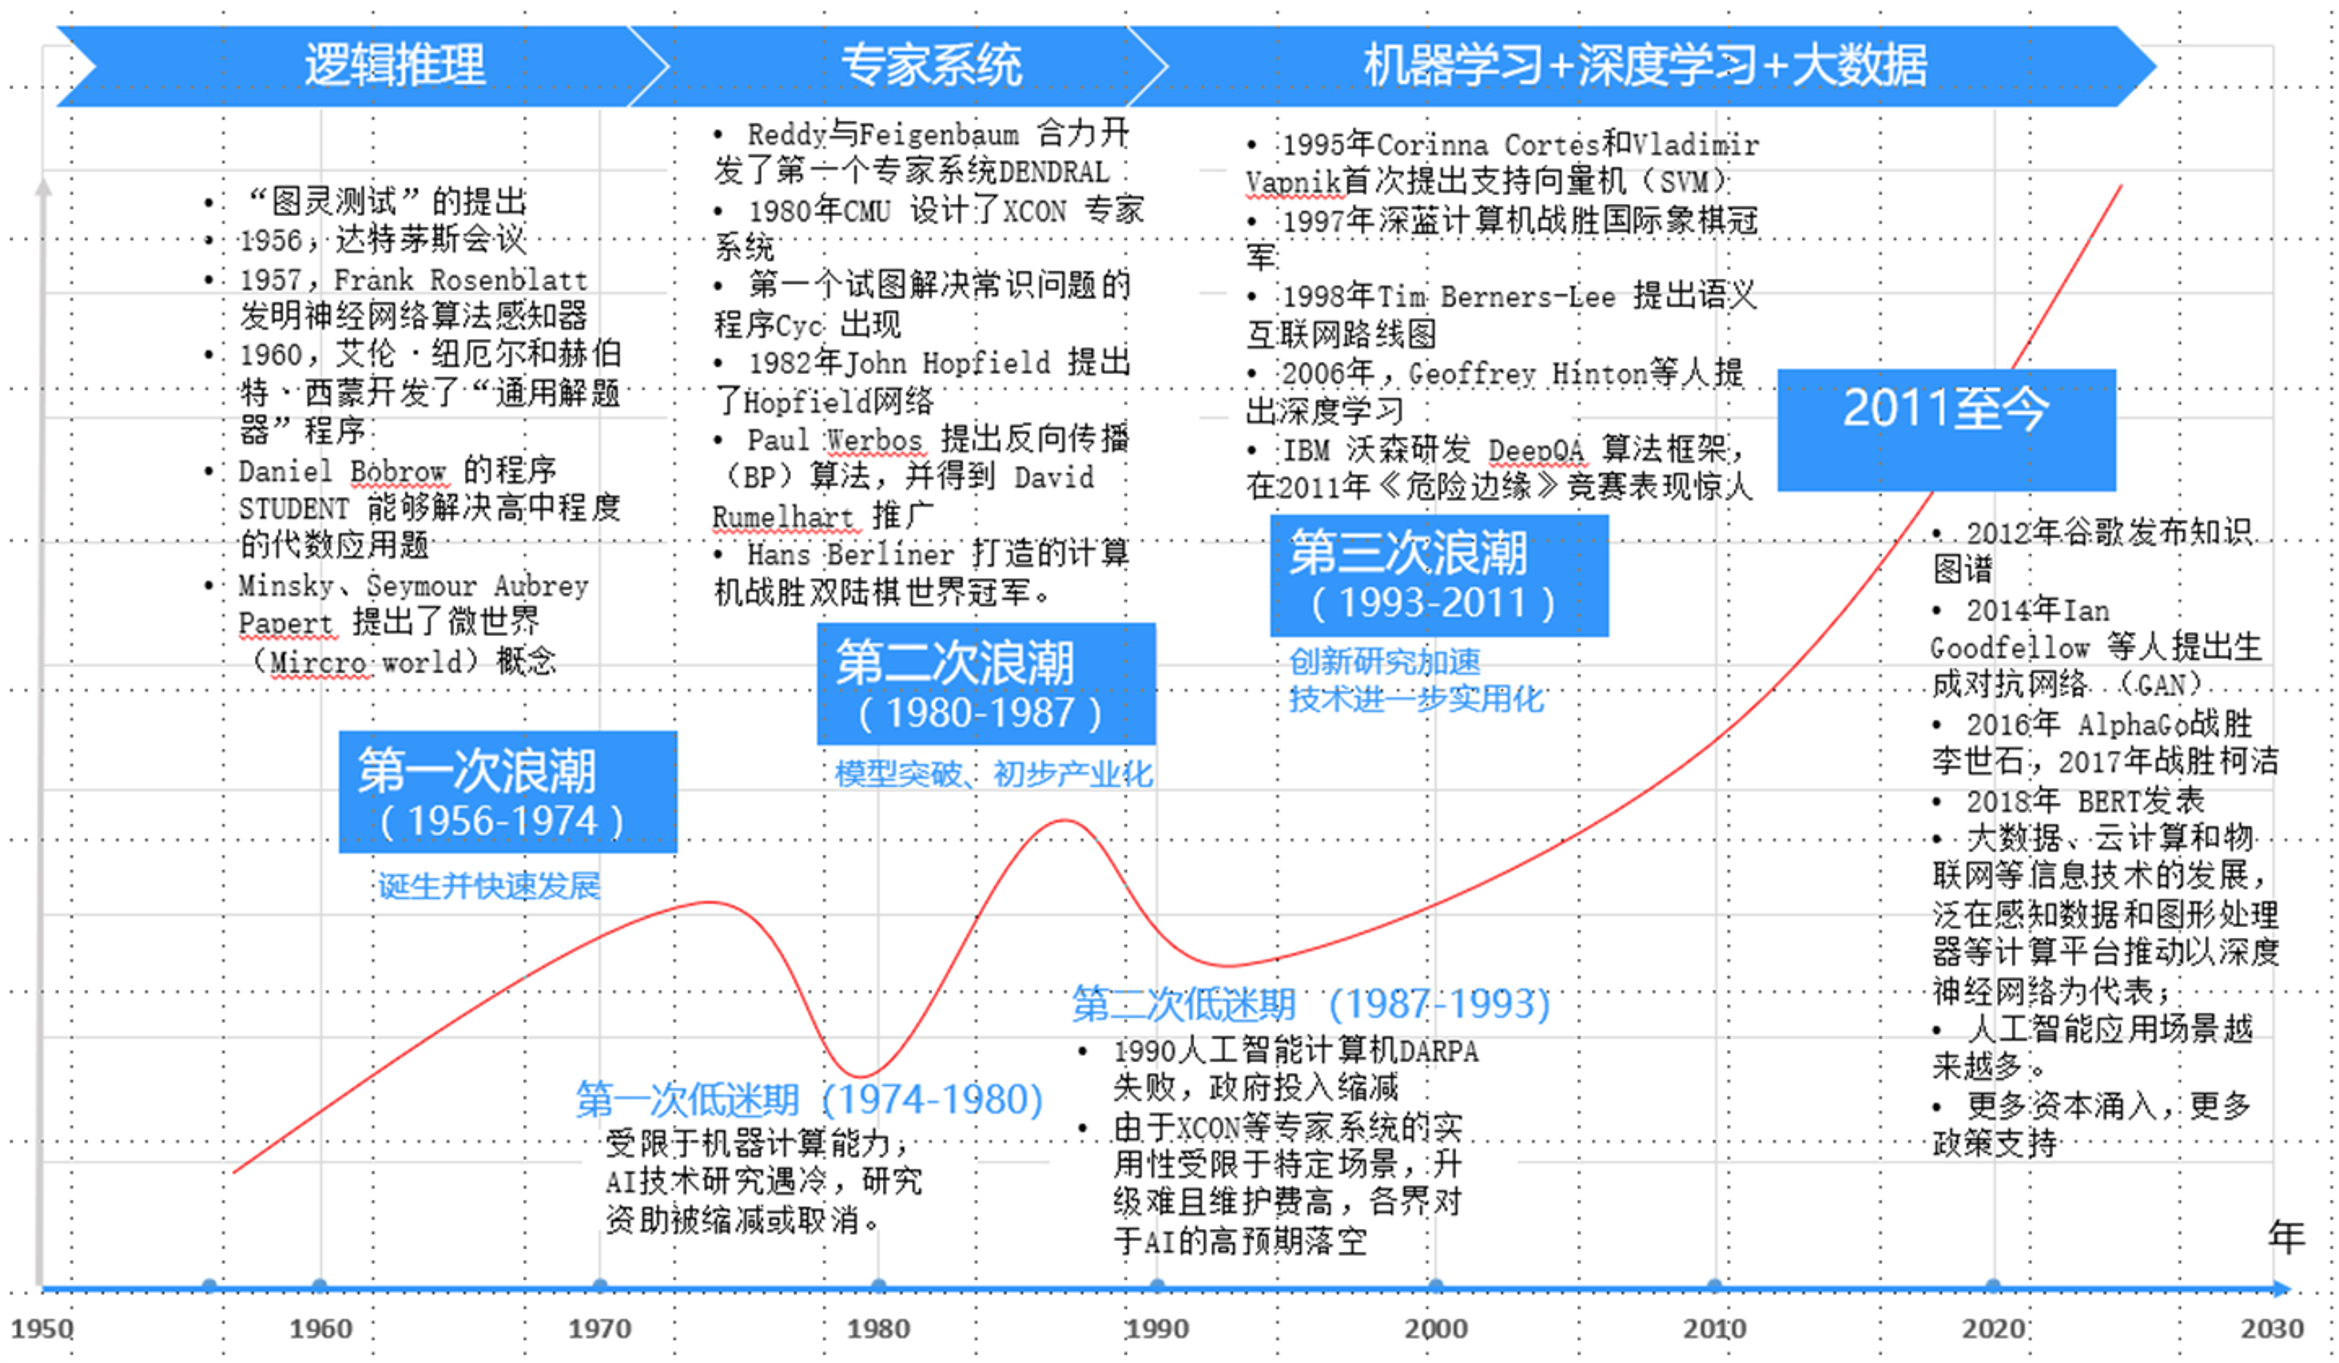 逻辑推理
专家系统
机器学习+深度学习+大数据
• “图灵测试”的提出
• 1956，达特茅斯会议
• 1957，Frank Rosenblatt
发明神经网络算法感知器
• 1960，艾伦·纽厄尔和赫伯
特·西蒙开发了“通用解题
器”程序
• Daniel Bobrow 的程序
STUDENT 能够解决高中程度
的代数应用题
• Minsky、Seymour Aubrey
Papert 提出了微世界
（Mircro world）概念
第一次浪潮
（1956-1974）
诞生并快速发展
• Reddy与Feigenbaum 合力开
发了第一个专家系统DENDRAL
• 1980年CMU 设计了XCON 专家
系统
• 第一个试图解决常识问题的
程序Cyc 出现
• 1982年John Hopfield 提出
了Hopfield网络
• Paul Werbos 提出反向传播
（BP）算法，并得到 David
Rumelhart 推广
• Hans Berliner 打造的计算
机战胜双陆棋世界冠军。
第二次浪潮
（1980-1987）
模型突破、初步产业化
• 1995年Corinna Cortes和Vladimir
Vapnik首次提出支持向量机（SVM）
• 1997年深蓝计算机战胜国际象棋冠
军
• 1998年Tim Berners-Lee 提出语义
互联网路线图
• 2006年，Geoffrey Hinton等人提
出深度学习
• IBM 沃森研发 DeepQA 算法框架，
在2011年《危险边缘》竞赛表现惊人
第三次浪潮
（1993-2011）
创新研究加速
技术进一步实用化
2011至今
• 2012年谷歌发布知识
图谱
• 2014年Ian
Goodfellow 等人提出生
成对抗网络 （GAN）
• 2016年 AlphaGo战胜
李世石，2017年战胜柯洁
• 2018年 BERT发表
• 大数据、云计算和物
联网等信息技术的发展，
泛在感知数据和图形处理
器等计算平台推动以深度
神经网络为代表；
• 人工智能应用场景越
来越多。
• 更多资本涌入，更多
政策支持
第一次低迷期（1974-1980）
受限于机器计算能力，
AI技术研究遇冷，研究
资助被缩减或取消。
第二次低迷期 （1987-1993）
• 1990人工智能计算机DARPA
失败，政府投入缩减
• 由于XCON等专家系统的实
用性受限于特定场景，升
级难且维护费高，各界对
于AI的高预期落空
年
1950 1960 1970 1980 1990 2000 2010 2020 2030